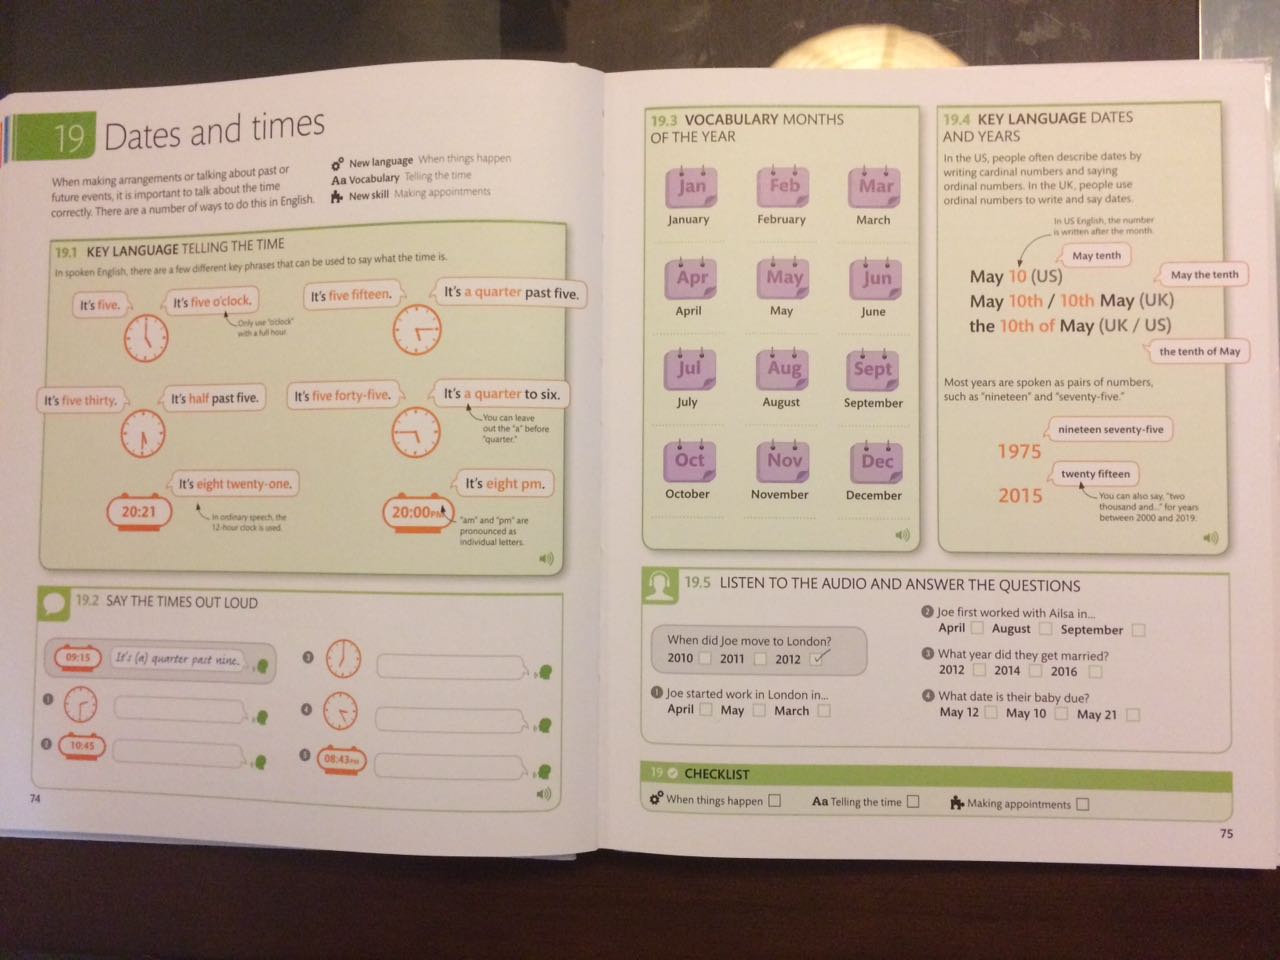 19 Dates and times
When making arrangements or talking about past or
future events, it is important to talk about the time
correctly. There are a number of ways to do this in English.
New language When things happen
Aa Vocabulary Telling the time
New skill Making appointments
19.1 KEY LANGUAGE TELLING THE TIME
In spoken English, there are a few different key phrases that can be used to say what the time is.
It's five.
It's five o'clock.
Only use "o'clock"
with a full hour.
It's five fifteen.
It's a quarter past five.
It's five thirty.
It's half past five.
It's five forty-five.
It's a quarter to six.
You can leave
out the "a" before
"quarter."
It's eight twenty-one.
20:21
In ordinary speech, the
12-hour clock is used.
It's eight pm.
20:00PM
"am" and "pm" are
pronounced as
individual letters.
19.2 SAY THE TIMES OUT LOUD
09:15
It's (a) quarter past nine.
1
2 10:45
3
4
5 08:43PM
74
19.3 VOCABULARY MONTHS
OF THE YEAR
Jan Feb Mar
January February March
Apr May Jun
April May June
Jul Aug Sept
July August September
Oct Nov Dec
October November December
19.4 KEY LANGUAGE DATES
AND YEARS
In the US, people often describe dates by
writing cardinal numbers and saying
ordinal numbers. In the UK, people use
ordinal numbers to write and say dates.
In US English, the number
is written after the month.
May tenth
May 10 (US)
May the tenth
May 10th / 10th May (UK)
the 10th of May (UK / US)
the tenth of May
Most years are spoken as pairs of numbers,
such as "nineteen" and "seventy-five."
nineteen seventy-five
1975
twenty fifteen
2015
You can also say, "two
thousand and..." for years
between 2000 and 2019.
19.5 LISTEN TO THE AUDIO AND ANSWER THE QUESTIONS
When did Joe move to London?
2010 2011 2012 ✓
1 Joe started work in London in...
April May March
2 Joe first worked with Ailsa in...
April August September
3 What year did they get married?
2012 2014 2016
4 What date is their baby due?
May 12 May 10 May 21
19 CHECKLIST
When things happen Aa Telling the time Making appointments
75